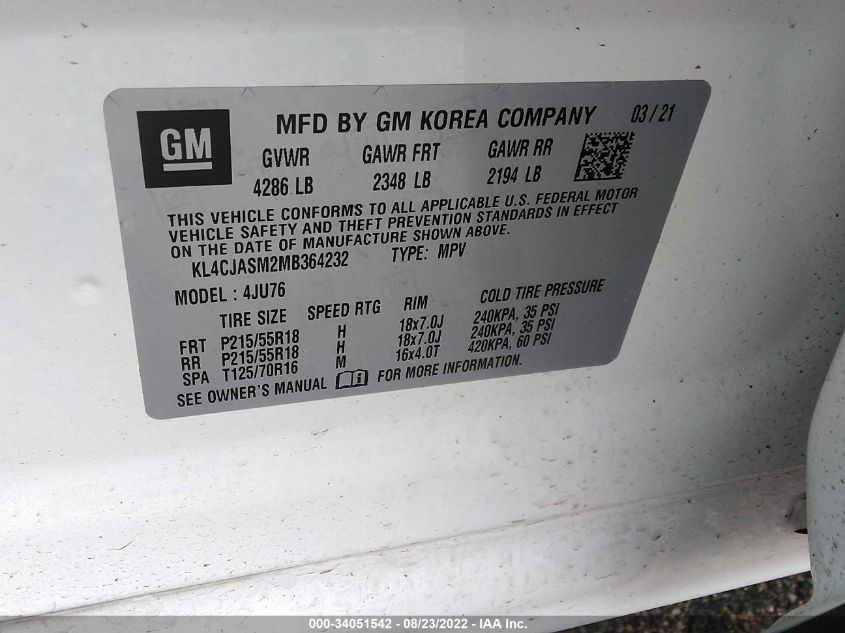 GM
MFD BY GM KOREA COMPANY 03/21
GVWR GAWR FRT GAWR RR
4286 LB 2348 LB 2194 LB
THIS VEHICLE CONFORMS TO ALL APPLICABLE U.S. FEDERAL MOTOR
VEHICLE SAFETY AND THEFT PREVENTION STANDARDS IN EFFECT
ON THE DATE OF MANUFACTURE SHOWN ABOVE.
KL4CJASM2MB364232 TYPE: MPV
MODEL : 4JU76
TIRE SIZE SPEED RTG RIM COLD TIRE PRESSURE
FRT P215/55R18 H 18x7.0J 240KPA, 35 PSI
RR P215/55R18 H 18x7.0J 240KPA, 35 PSI
SPA T125/70R16 M 16x4.0T 420KPA, 60 PSI
SEE OWNER'S MANUAL FOR MORE INFORMATION.
000-34051542 - 08/23/2022 - IAA Inc.